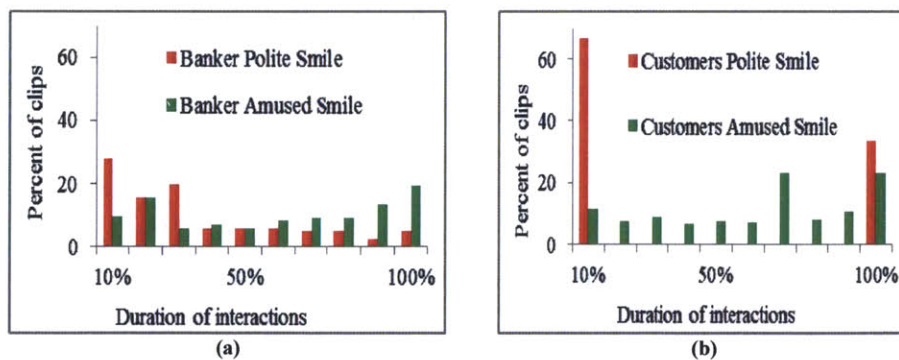 60
40
20
0
Percent of clips
Banker Polite Smile
Banker Amused Smile
10%
50%
100%
Duration of interactions
(a)
60
40
20
0
Percent of clips
Customers Polite Smile
Customers Amused Smile
10%
50%
100%
Duration of interactions
(b)